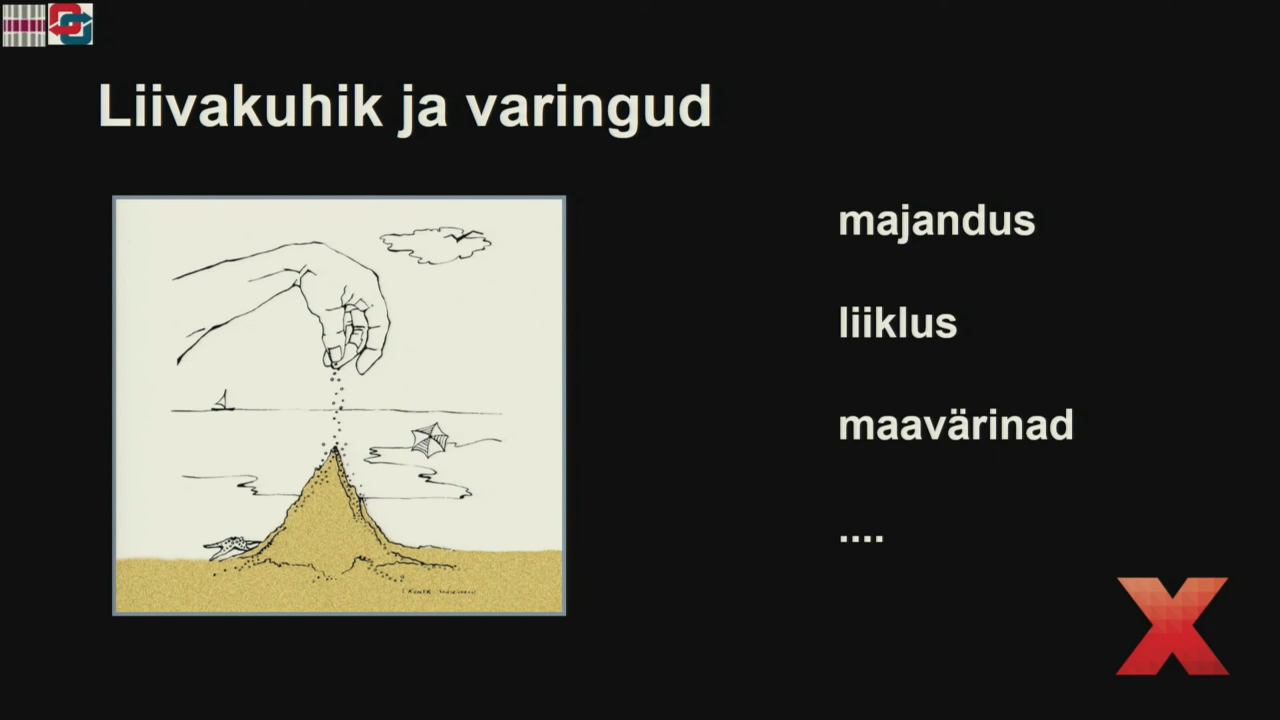 Liivakuhik ja varingud
majandus
liiklus
maavärinad
....